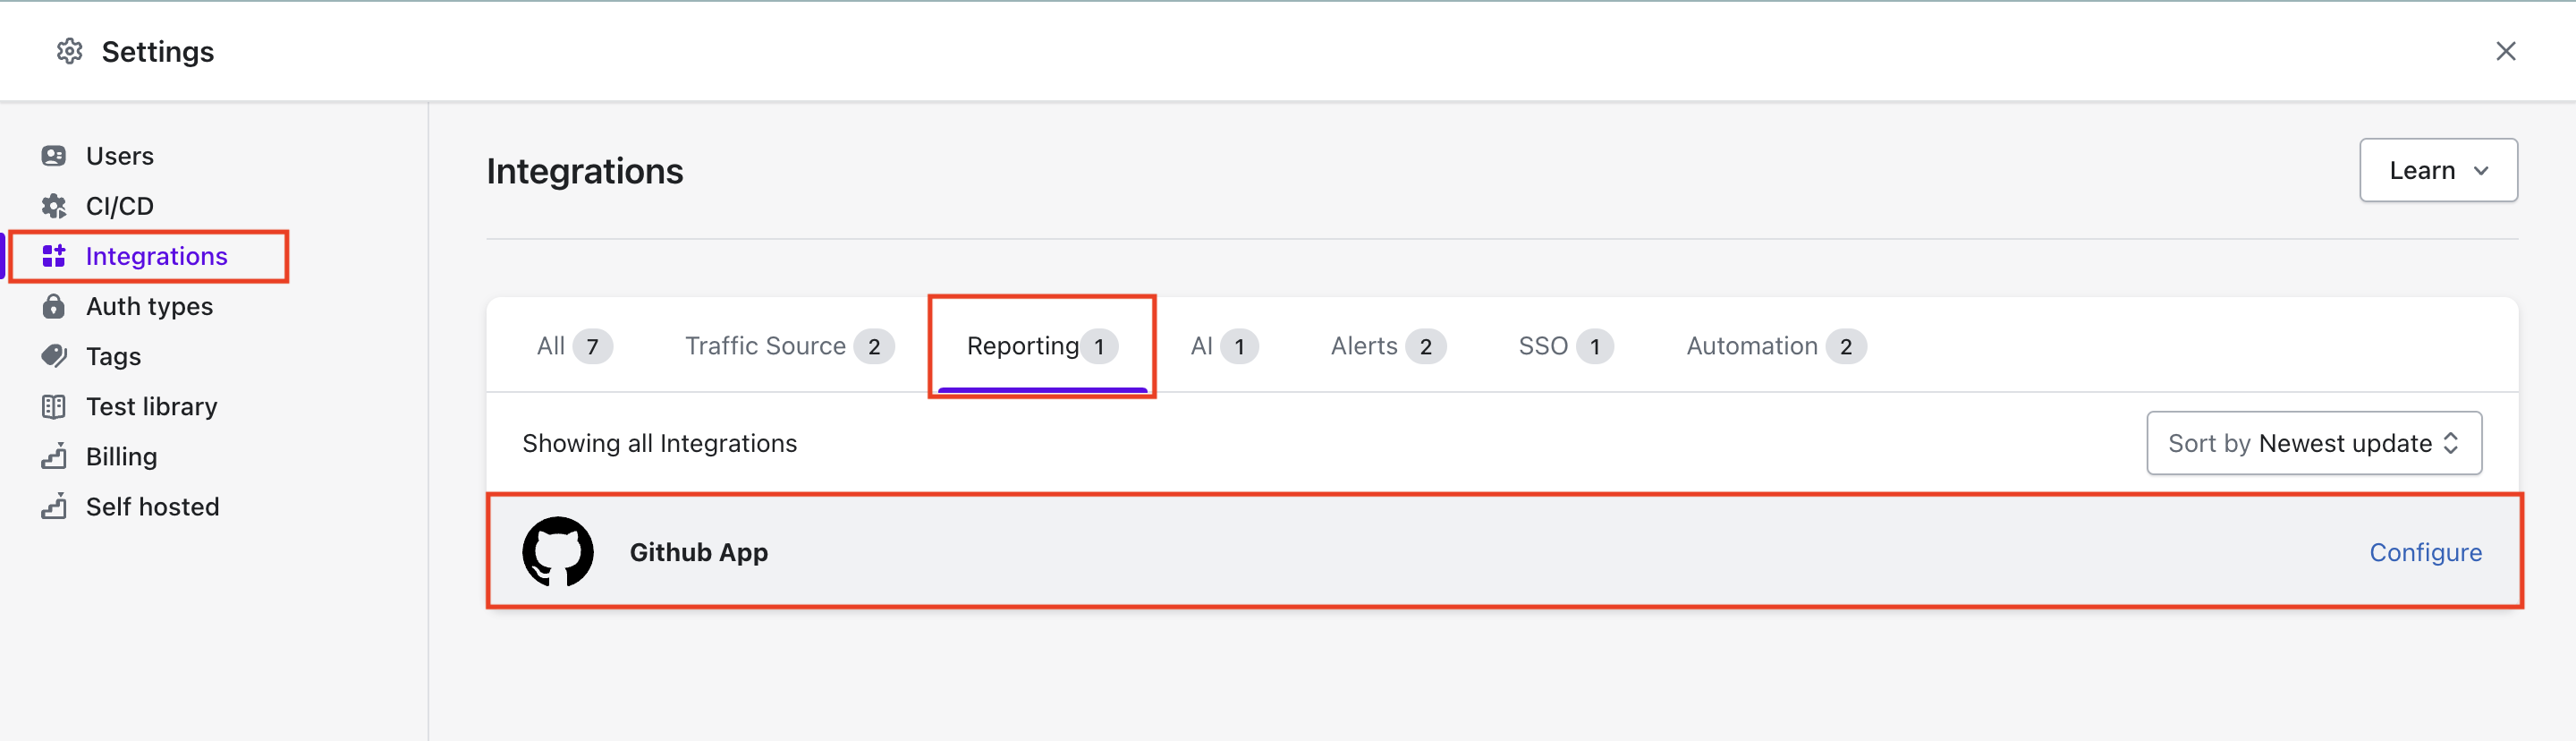 Settings
Users
CI/CD
Integrations
Auth types
Tags
Test library
Billing
Self hosted
Integrations
Learn
All 7 Traffic Source 2 Reporting 1 AI 1 Alerts 2 SSO 1 Automation 2
Showing all Integrations
Sort by Newest update
Github App
Configure